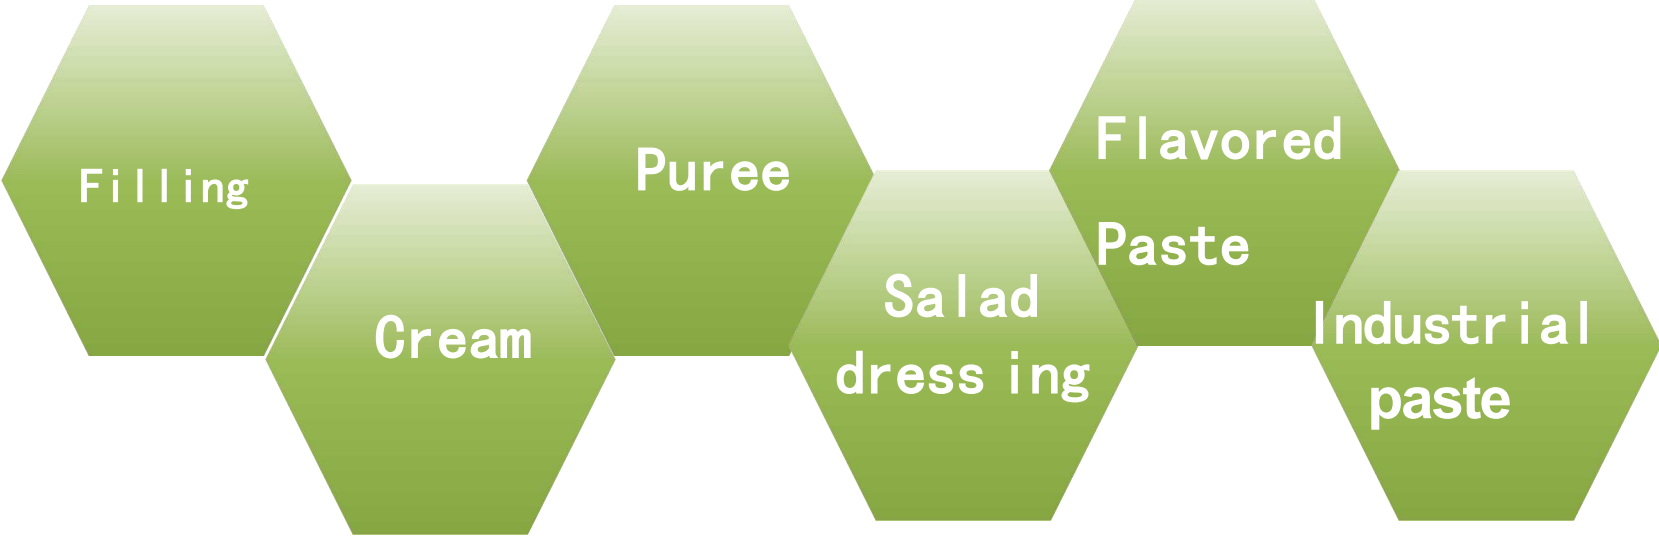 Filling
Cream
Puree
Salad
dressing
Flavored
Paste
Industrial
paste